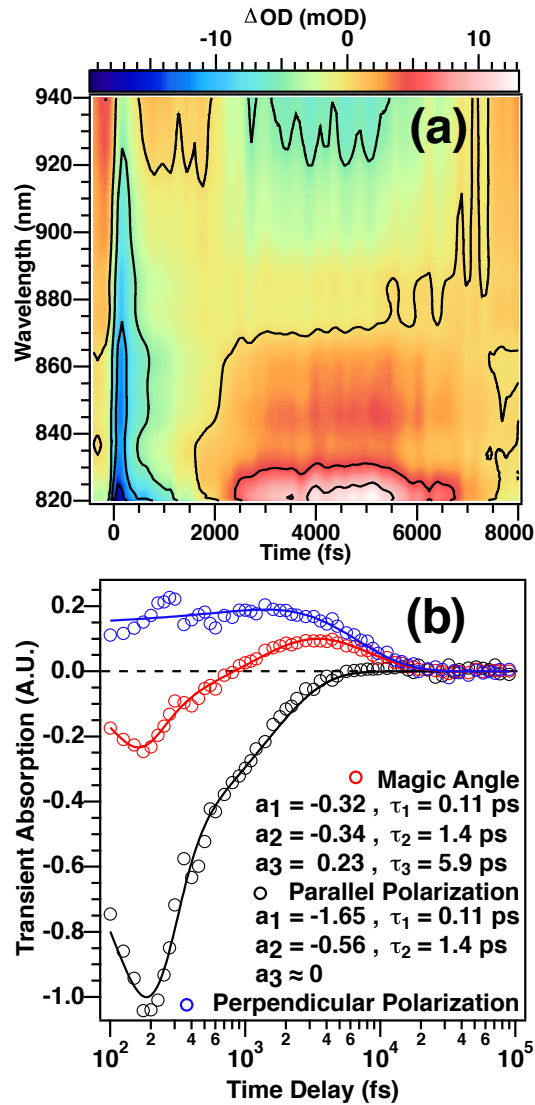 ΔOD (mOD)
-10 0 10
(a)
940
920
900
880
860
840
820
Wavelength (nm)
0 2000 4000 6000 8000
Time (fs)
(b)
0.2
0.0
-0.2
-0.4
-0.6
-0.8
-1.0
Transient Absorption (A.U.)
Magic Angle
a1 = -0.32 , τ1 = 0.11 ps
a2 = -0.34 , τ2 = 1.4 ps
a3 = 0.23 , τ3 = 5.9 ps
Parallel Polarization
a1 = -1.65 , τ1 = 0.11 ps
a2 = -0.56 , τ2 = 1.4 ps
a3 ≈ 0
Perpendicular Polarization
10² 2 4 6 10³ 2 4 6 10⁴ 2 4 6 10⁵
Time Delay (fs)